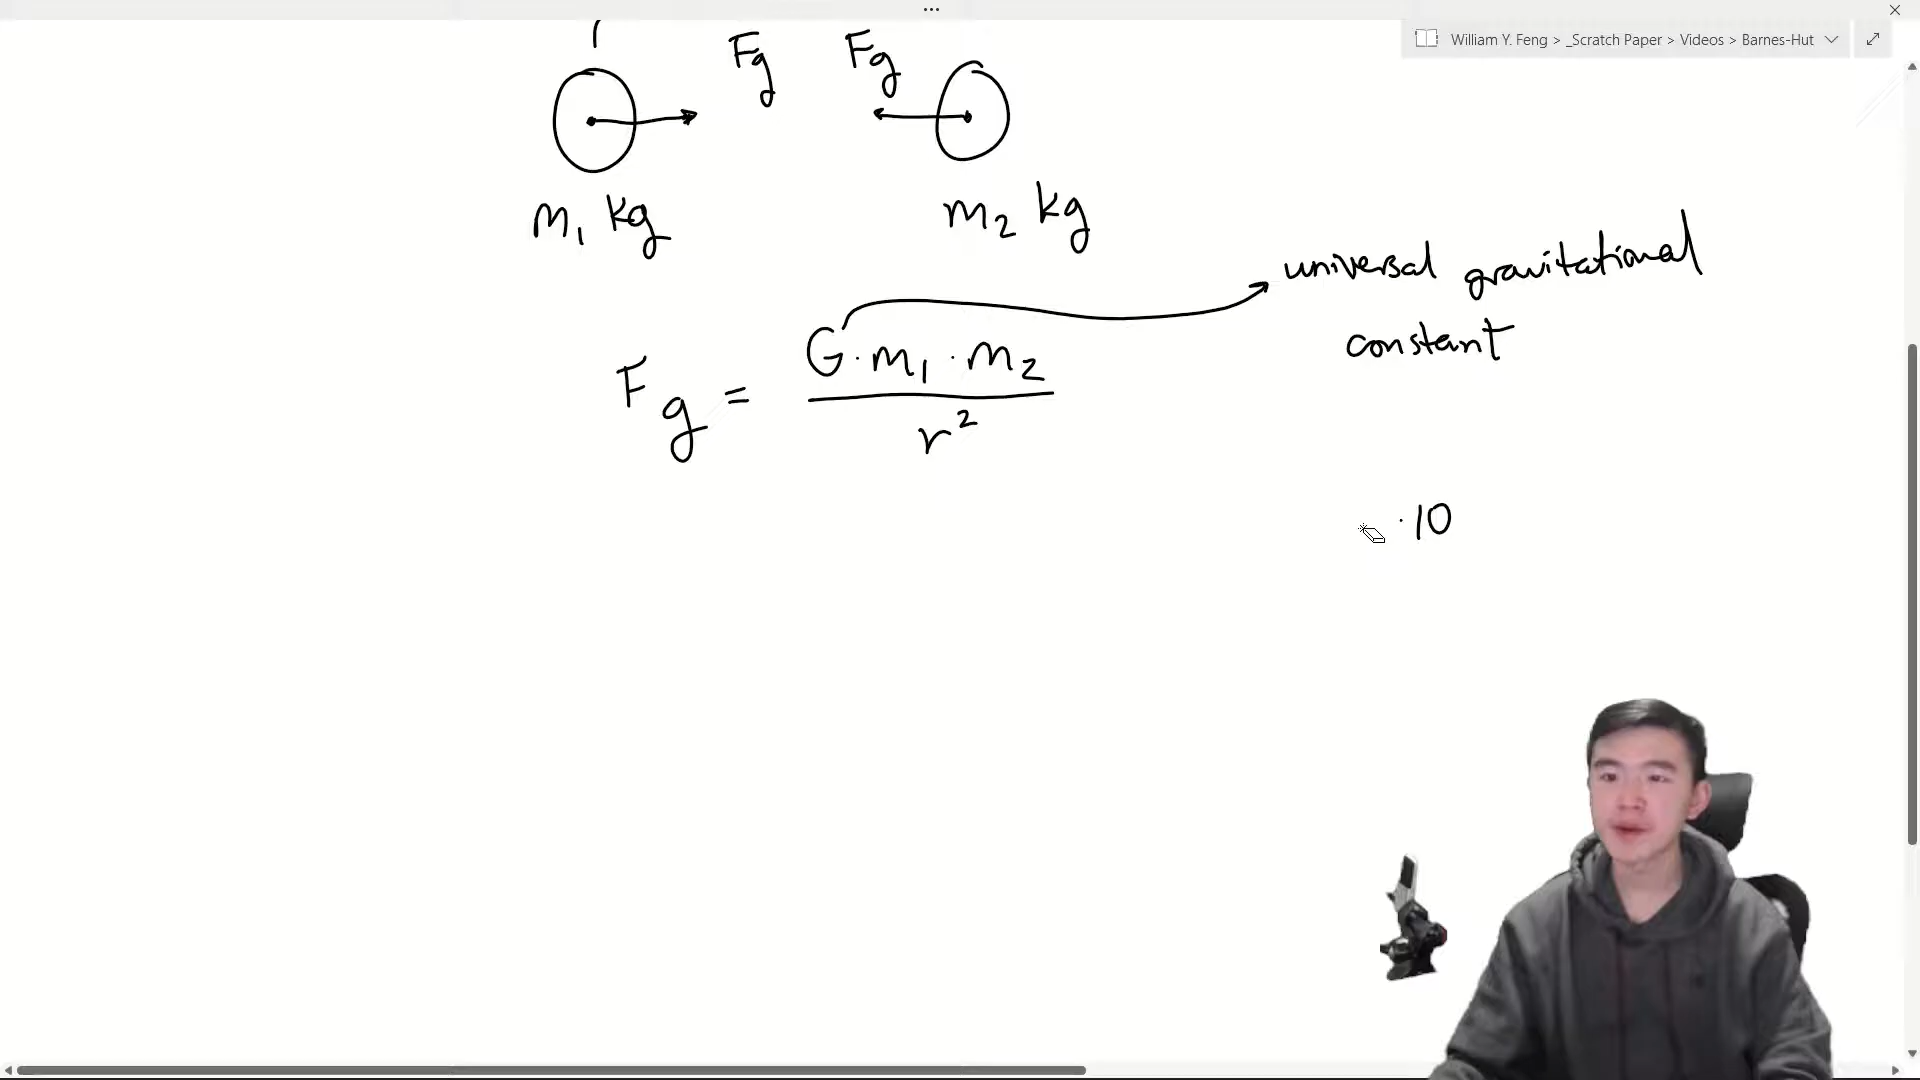 ...
William Y. Feng > _Scratch Paper > Videos > Barnes-Hut
Fg Fg
m₁ kg
m₂ kg
universal gravitational
constant
Fg = G·m₁·m₂
r²
·10